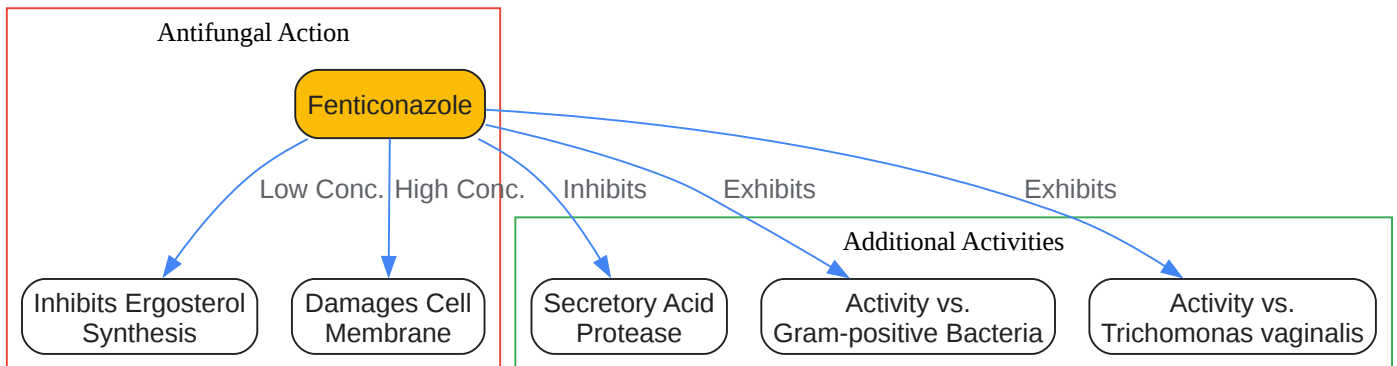 Antifungal Action
Fenticonazole
Low Conc.
High Conc.
Inhibits
Exhibits
Exhibits
Additional Activities
Inhibits Ergosterol
Synthesis
Damages Cell
Membrane
Secretory Acid
Protease
Activity vs.
Gram-positive Bacteria
Activity vs.
Trichomonas vaginalis